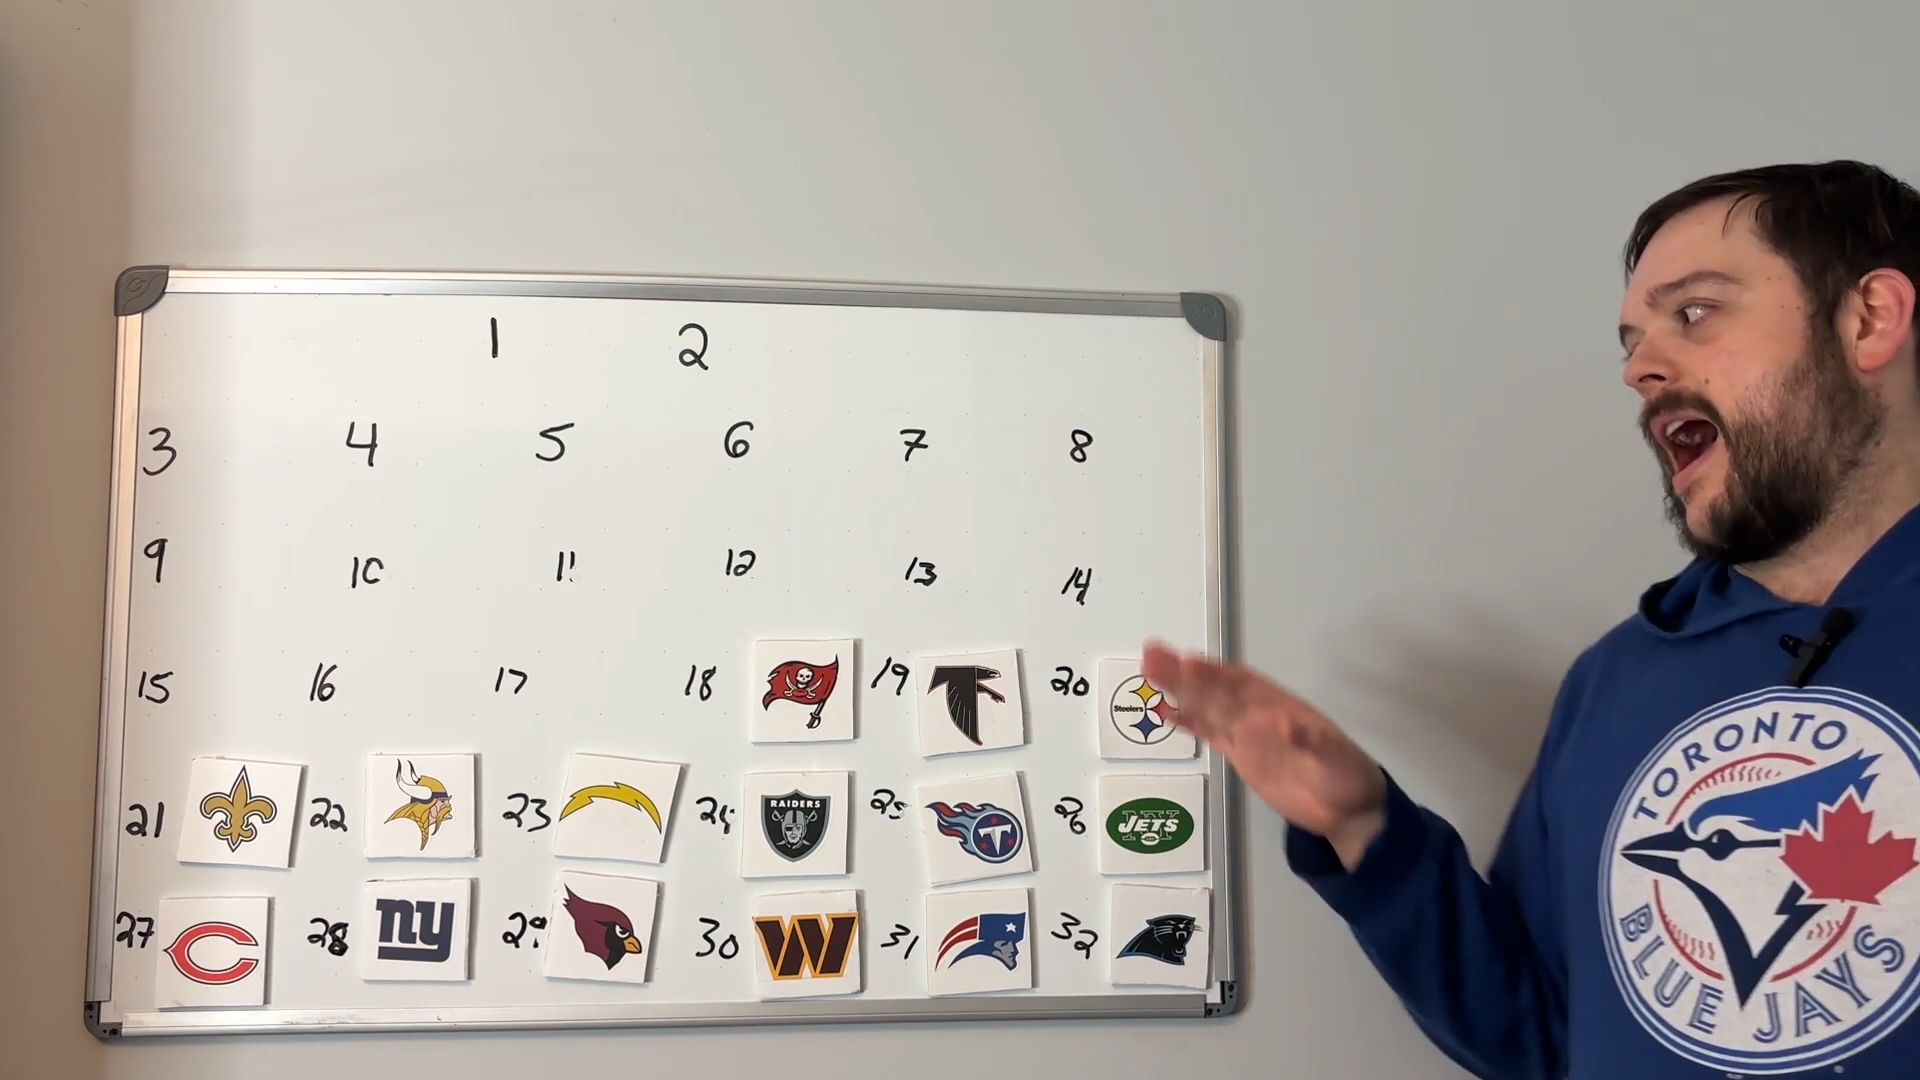 1 2
3 4 5 6 7 8
9 10 11 12 13 14
15 16 17 18 19 20 Steelers
21 22 23 24 RAIDERS 25 T 26 NY JETS
27 C 28 ny 29 30 W 31 32
TORONTO
BLUE JAYS